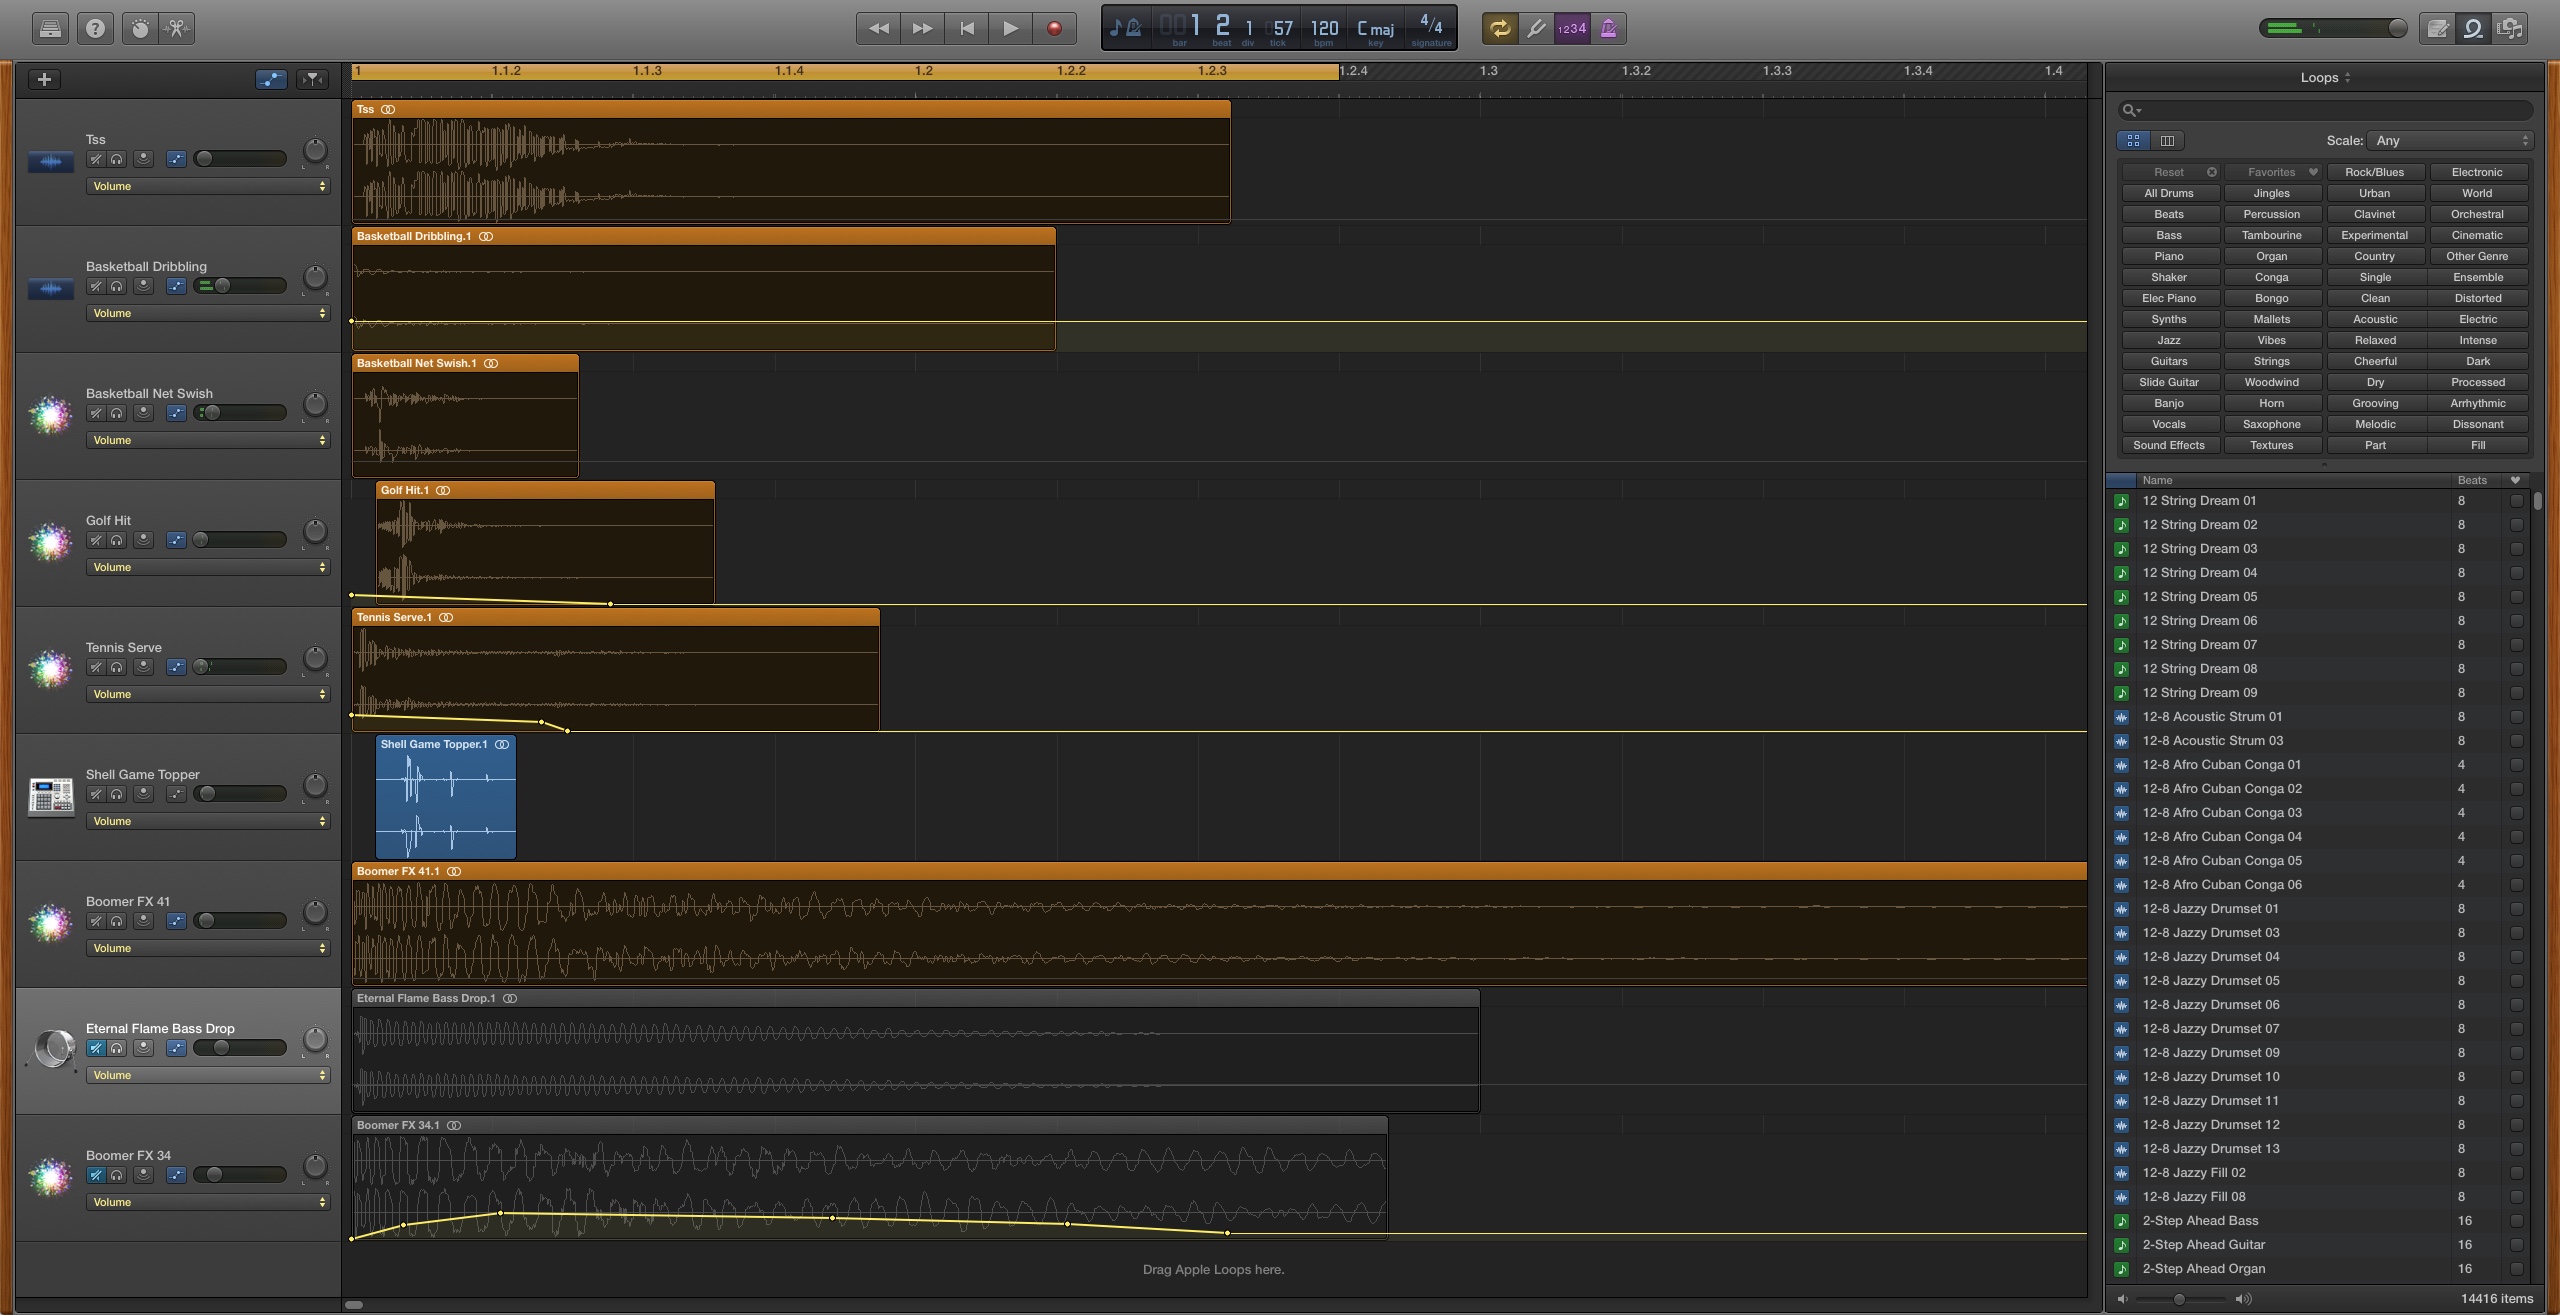 1 2 1 57 120 C maj 4/4
bar beat div tick bpm key signature
1234
1 1.1.2 1.1.3 1.1.4 1.2 1.2.2 1.2.3 1.2.4 1.3 1.3.2 1.3.3 1.3.4 1.4
Tss
Volume
Basketball Dribbling
Volume
Basketball Net Swish
Volume
Golf Hit
Volume
Tennis Serve
Volume
Shell Game Topper
Volume
Boomer FX 41
Volume
Eternal Flame Bass Drop
Volume
Boomer FX 34
Volume
Tss
Basketball Dribbling.1
Basketball Net Swish.1
Golf Hit.1
Tennis Serve.1
Shell Game Topper.1
Boomer FX 41.1
Eternal Flame Bass Drop.1
Boomer FX 34.1
Drag Apple Loops here.
Loops
Scale: Any
Reset Favorites Rock/Blues Electronic
All Drums Jingles Urban World
Beats Percussion Clavinet Orchestral
Bass Tambourine Experimental Cinematic
Piano Organ Country Other Genre
Shaker Conga Single Ensemble
Elec Piano Bongo Clean Distorted
Synths Mallets Acoustic Electric
Jazz Vibes Relaxed Intense
Guitars Strings Cheerful Dark
Slide Guitar Woodwind Dry Processed
Banjo Horn Grooving Arrhythmic
Vocals Saxophone Melodic Dissonant
Sound Effects Textures Part Fill
Name Beats
12 String Dream 01 8
12 String Dream 02 8
12 String Dream 03 8
12 String Dream 04 8
12 String Dream 05 8
12 String Dream 06 8
12 String Dream 07 8
12 String Dream 08 8
12 String Dream 09 8
12-8 Acoustic Strum 01 8
12-8 Acoustic Strum 03 8
12-8 Afro Cuban Conga 01 4
12-8 Afro Cuban Conga 02 4
12-8 Afro Cuban Conga 03 4
12-8 Afro Cuban Conga 04 4
12-8 Afro Cuban Conga 05 4
12-8 Afro Cuban Conga 06 4
12-8 Jazzy Drumset 01 8
12-8 Jazzy Drumset 03 8
12-8 Jazzy Drumset 04 8
12-8 Jazzy Drumset 05 8
12-8 Jazzy Drumset 06 8
12-8 Jazzy Drumset 07 8
12-8 Jazzy Drumset 09 8
12-8 Jazzy Drumset 10 8
12-8 Jazzy Drumset 11 8
12-8 Jazzy Drumset 12 8
12-8 Jazzy Drumset 13 8
12-8 Jazzy Fill 02 8
12-8 Jazzy Fill 08 8
2-Step Ahead Bass 16
2-Step Ahead Guitar 16
2-Step Ahead Organ 16
14416 items